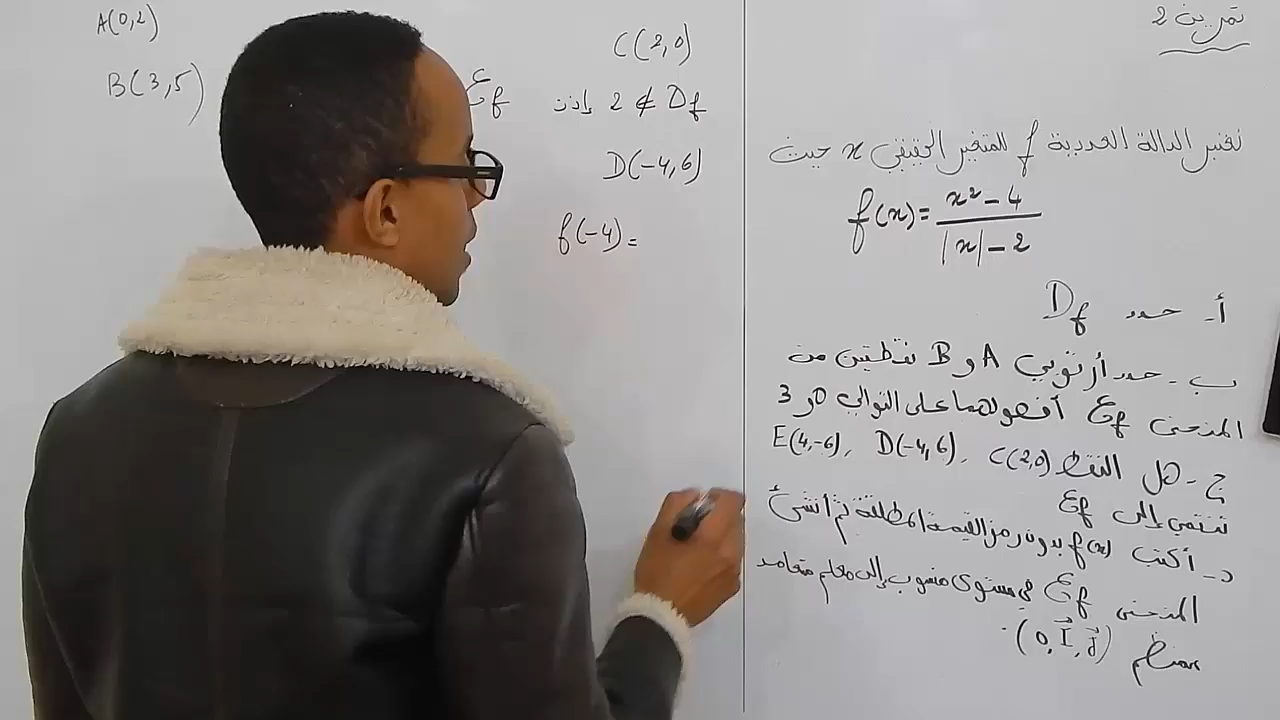 تمرين 2
نعتبر الدالة العددية f للمتغير الحقيقي x حيث
f(x) = (x² - 4) / (|x| - 2)
أ- حدد Df
ب- حدد أرتوبي A و B نقطتين من
المنحنى Cf أفصولهما على التوالي 0 و 3
ج- هل النقط C(2,0)، D(-4,6)، E(4,-6)
تنتمي إلى Cf
د- أكتب f(x) بدون رمز القيمة المطلقة ثم أنشئ
المنحنى Cf في مستوى منسوب إلى معلم متعامد
ممنظم (O, I, J).
C(2,0)
2 ∉ Df إذن
Cf
D(-4,6)
f(-4) =
A(0,2)
B(3,5)